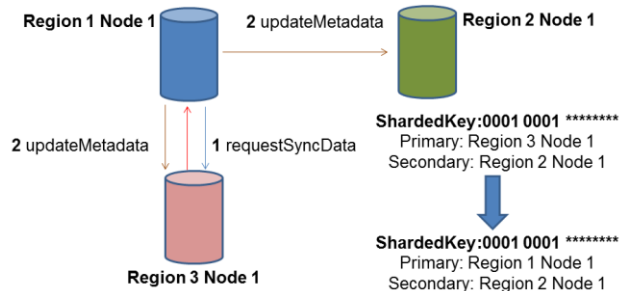 Region 1 Node 1
2 updateMetadata
Region 2 Node 1
2 updateMetadata
1 requestSyncData
Region 3 Node 1
ShardedKey:0001 0001 ********
Primary: Region 3 Node 1
Secondary: Region 2 Node 1
ShardedKey:0001 0001 ********
Primary: Region 1 Node 1
Secondary: Region 2 Node 1